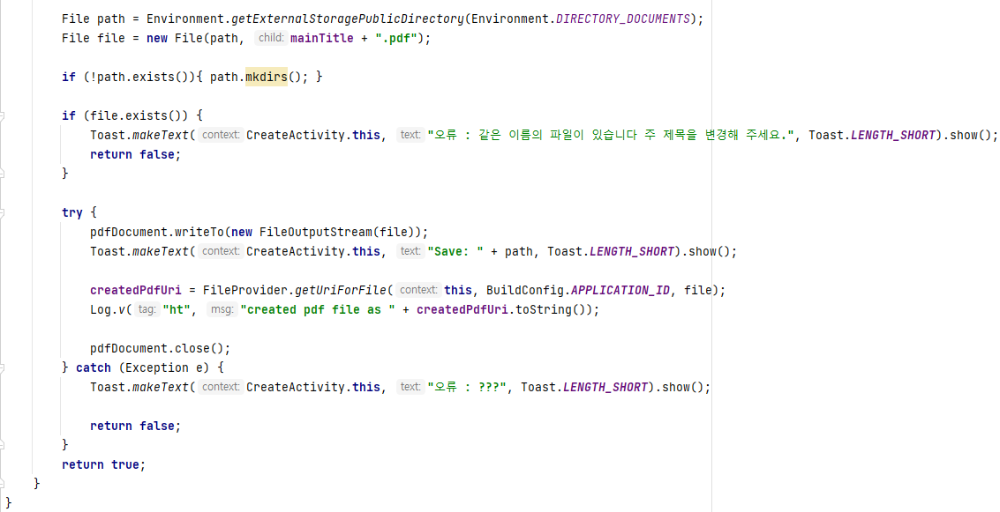 File path = Environment.getExternalStoragePublicDirectory(Environment.DIRECTORY_DOCUMENTS);
File file = new File(path, child: mainTitle + ".pdf");
if (!path.exists()){ path.mkdirs(); }
if (file.exists()) {
Toast.makeText( context: CreateActivity.this, text: "오류 : 같은 이름의 파일이 있습니다 주 제목을 변경해 주세요.", Toast.LENGTH_SHORT).show();
return false;
}
try {
pdfDocument.writeTo(new FileOutputStream(file));
Toast.makeText( context: CreateActivity.this, text: "Save: " + path, Toast.LENGTH_SHORT).show();
createdPdfUri = FileProvider.getUriForFile( context: this, BuildConfig.APPLICATION_ID, file);
Log.v( tag: "ht", msg: "created pdf file as " + createdPdfUri.toString());
pdfDocument.close();
} catch (Exception e) {
Toast.makeText( context: CreateActivity.this, text: "오류 : ???", Toast.LENGTH_SHORT).show();
return false;
}
return true;
}
}